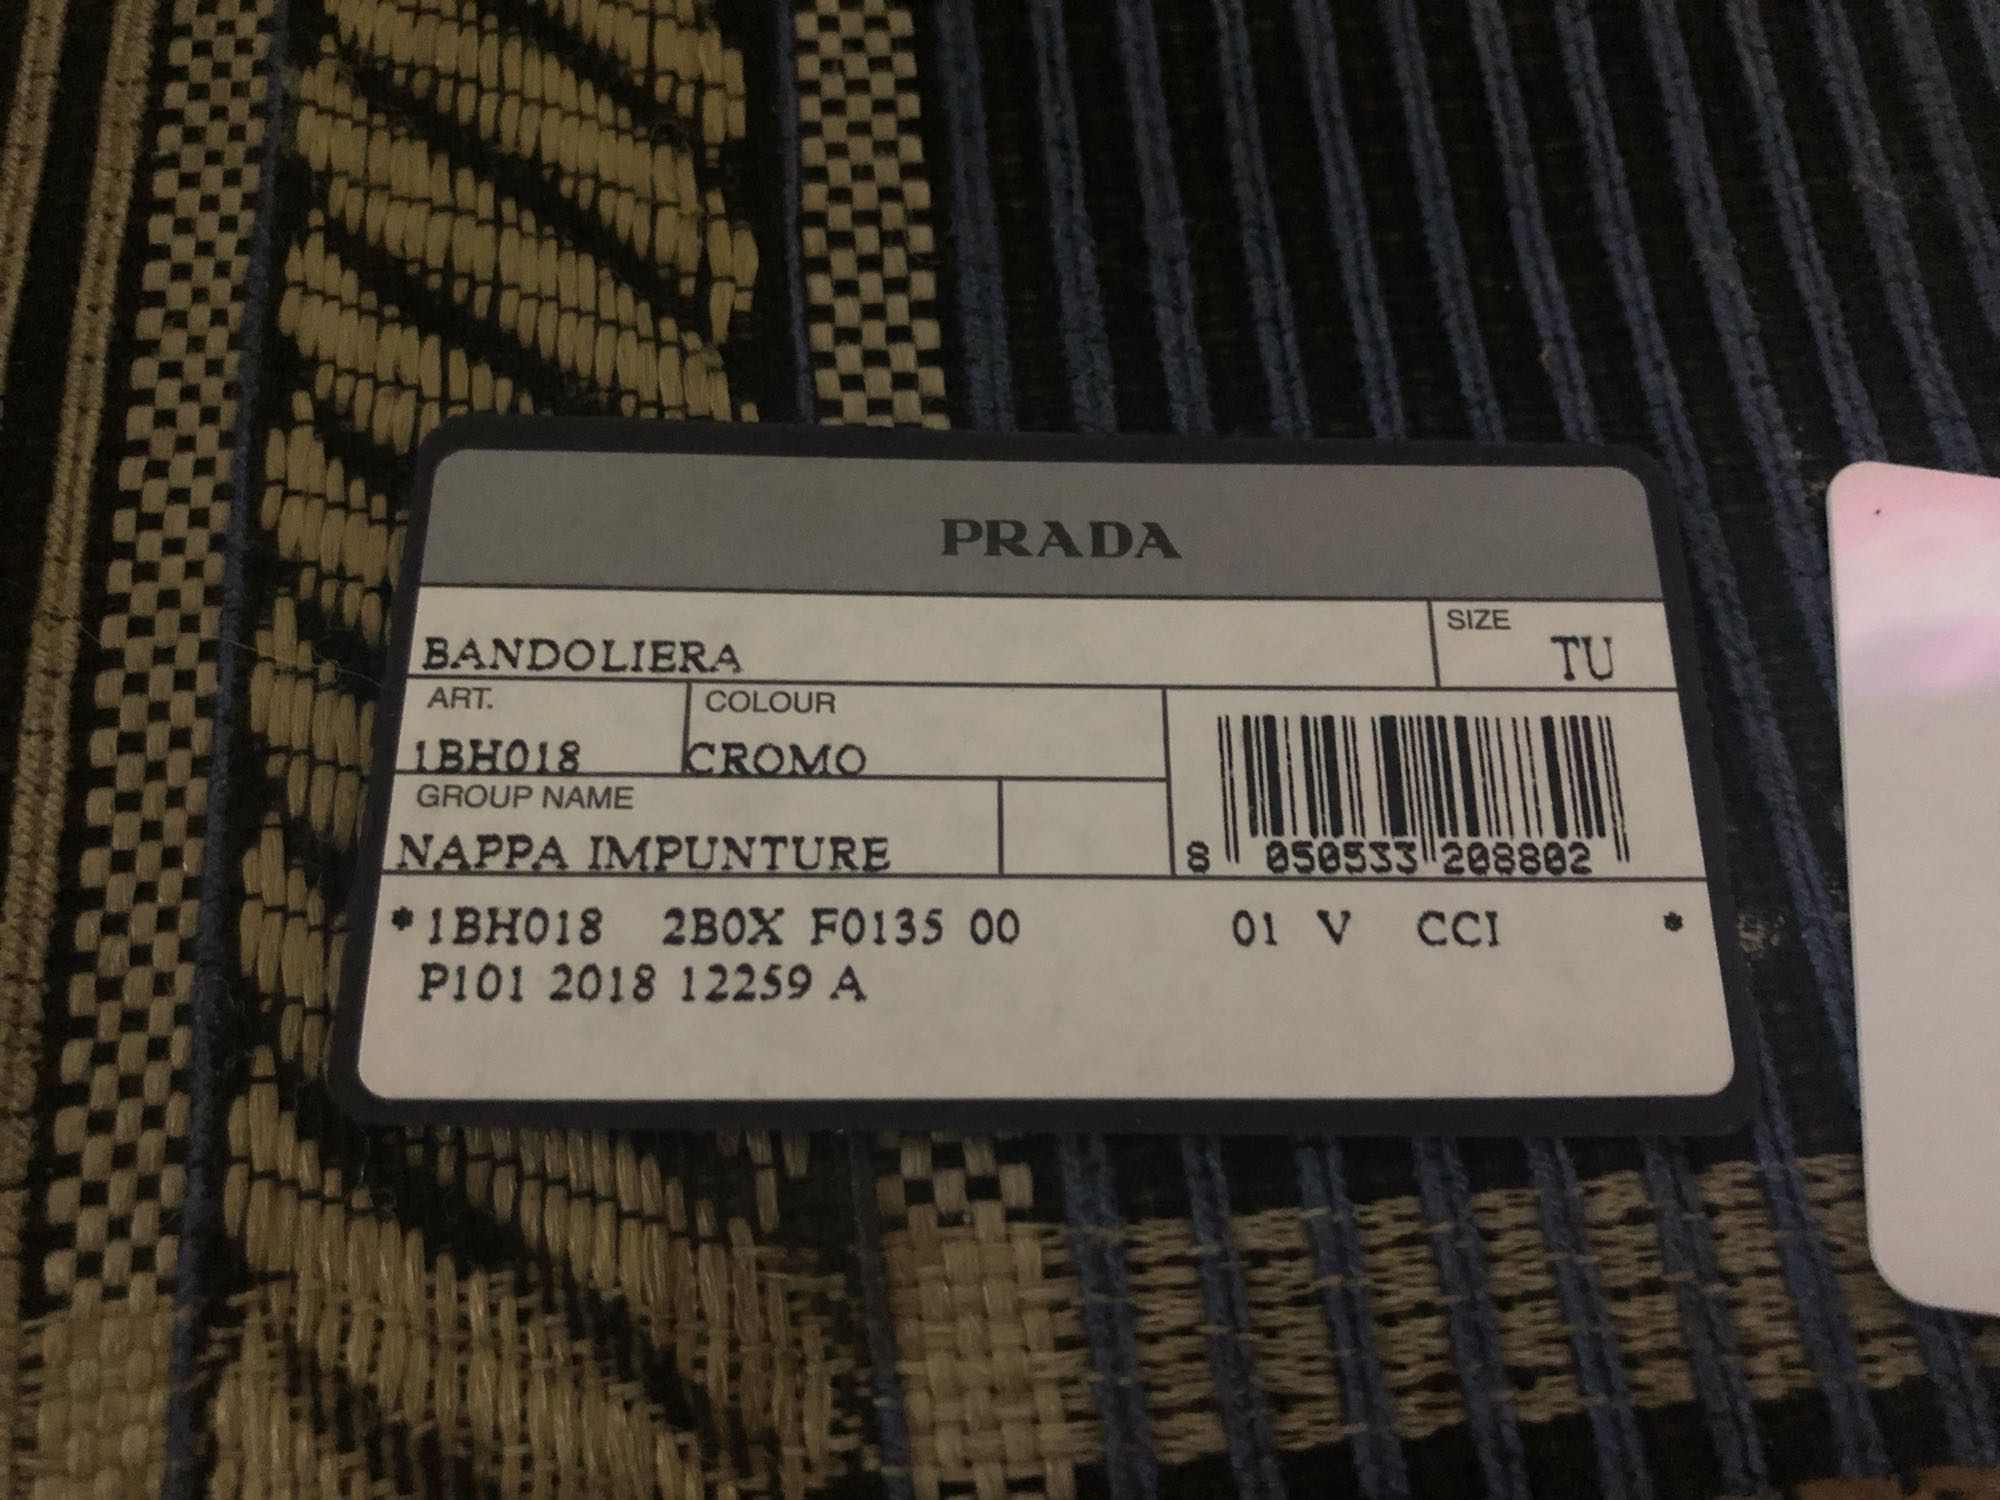 PRADA
BANDOLIERA SIZE TU
ART. COLOUR
1BH018 CROMO
GROUP NAME
NAPPA IMPUNTURE
8 050533 208802
*1BH018 2B0X F0135 00 01 V CCI *
P101 2018 12259 A